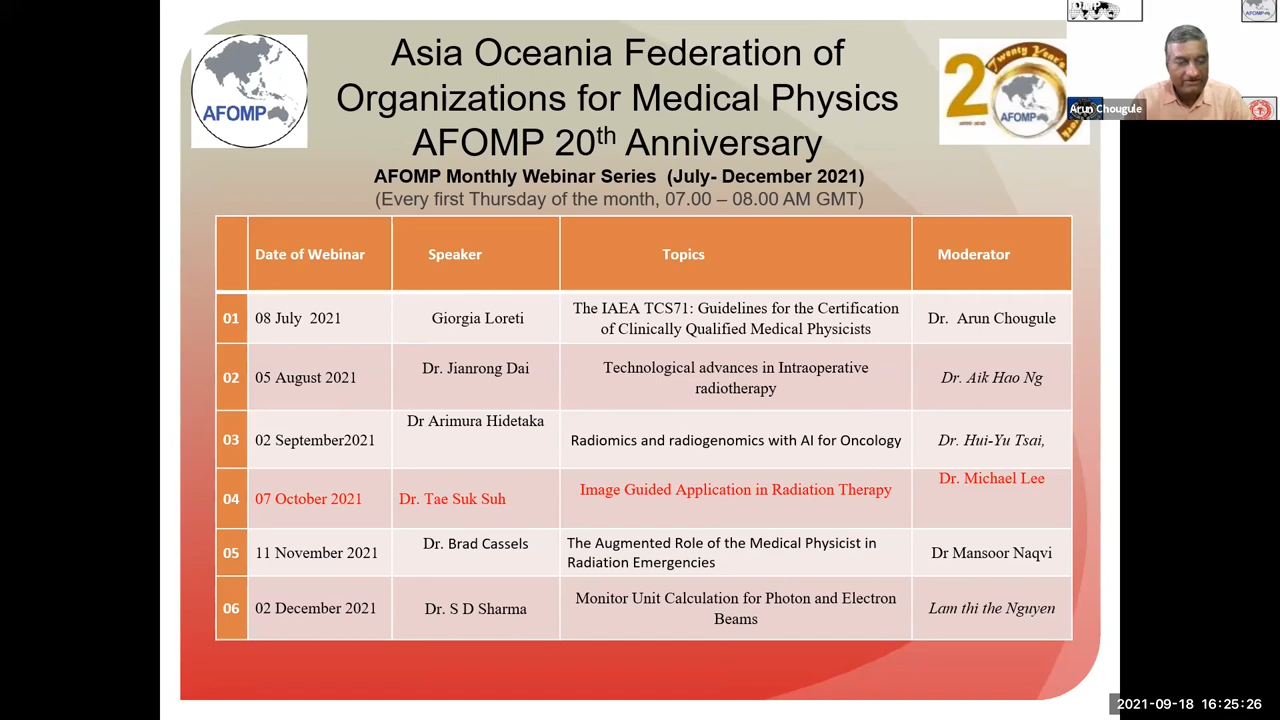 Asia Oceania Federation of
Organizations for Medical Physics
AFOMP 20th Anniversary
AFOMP Monthly Webinar Series (July- December 2021)
(Every first Thursday of the month, 07.00 – 08.00 AM GMT)
AFOMP
20
Twenty Year's
AFOMP
AFOMP
Arun Chougule
Date of Webinar Speaker Topics Moderator
01 08 July 2021 Giorgia Loreti The IAEA TCS71: Guidelines for the Certification
of Clinically Qualified Medical Physicists Dr. Arun Chougule
02 05 August 2021 Dr. Jianrong Dai Technological advances in Intraoperative
radiotherapy Dr. Aik Hao Ng
03 02 September2021 Dr Arimura Hidetaka Radiomics and radiogenomics with AI for Oncology Dr. Hui-Yu Tsai,
04 07 October 2021 Dr. Tae Suk Suh Image Guided Application in Radiation Therapy Dr. Michael Lee
05 11 November 2021 Dr. Brad Cassels The Augmented Role of the Medical Physicist in
Radiation Emergencies Dr Mansoor Naqvi
06 02 December 2021 Dr. S D Sharma Monitor Unit Calculation for Photon and Electron
Beams Lam thi the Nguyen
2021-09-18 16:25:26